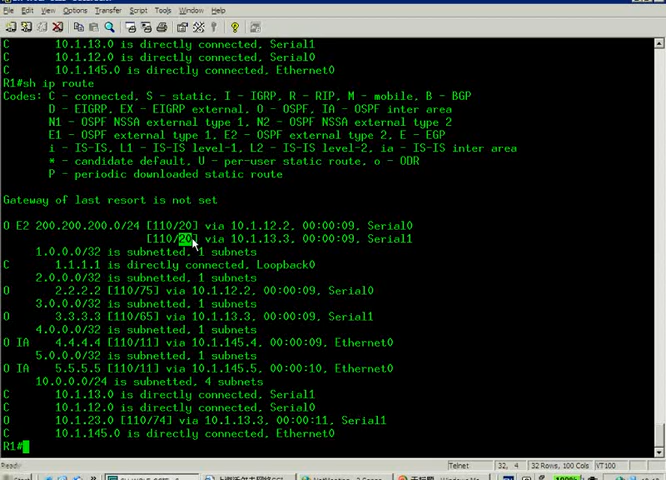 File Edit View Options Transfer Script Tools Window Help
C 10.1.13.0 is directly connected, Serial1
C 10.1.12.0 is directly connected, Serial0
C 10.1.145.0 is directly connected, Ethernet0
R1#sh ip route
Codes: C - connected, S - static, I - IGRP, R - RIP, M - mobile, B - BGP
D - EIGRP, EX - EIGRP external, O - OSPF, IA - OSPF inter area
N1 - OSPF NSSA external type 1, N2 - OSPF NSSA external type 2
E1 - OSPF external type 1, E2 - OSPF external type 2, E - EGP
i - IS-IS, L1 - IS-IS level-1, L2 - IS-IS level-2, ia - IS-IS inter area
* - candidate default, U - per-user static route, o - ODR
P - periodic downloaded static route
Gateway of last resort is not set
O E2 200.200.200.0/24 [110/20] via 10.1.12.2, 00:00:09, Serial0
[110/20] via 10.1.13.3, 00:00:09, Serial1
1.0.0.0/32 is subnetted, 1 subnets
C 1.1.1.1 is directly connected, Loopback0
2.0.0.0/32 is subnetted, 1 subnets
O 2.2.2.2 [110/75] via 10.1.12.2, 00:00:09, Serial0
3.0.0.0/32 is subnetted, 1 subnets
O 3.3.3.3 [110/65] via 10.1.13.3, 00:00:09, Serial1
4.0.0.0/32 is subnetted, 1 subnets
O IA 4.4.4.4 [110/11] via 10.1.145.4, 00:00:09, Ethernet0
5.0.0.0/32 is subnetted, 1 subnets
O IA 5.5.5.5 [110/11] via 10.1.145.5, 00:00:10, Ethernet0
10.0.0.0/24 is subnetted, 4 subnets
C 10.1.13.0 is directly connected, Serial1
C 10.1.12.0 is directly connected, Serial0
O 10.1.23.0 [110/74] via 10.1.13.3, 00:00:11, Serial1
C 10.1.145.0 is directly connected, Ethernet0
R1#
Ready Telnet 32, 4 32 Rows, 100 Cols VT100